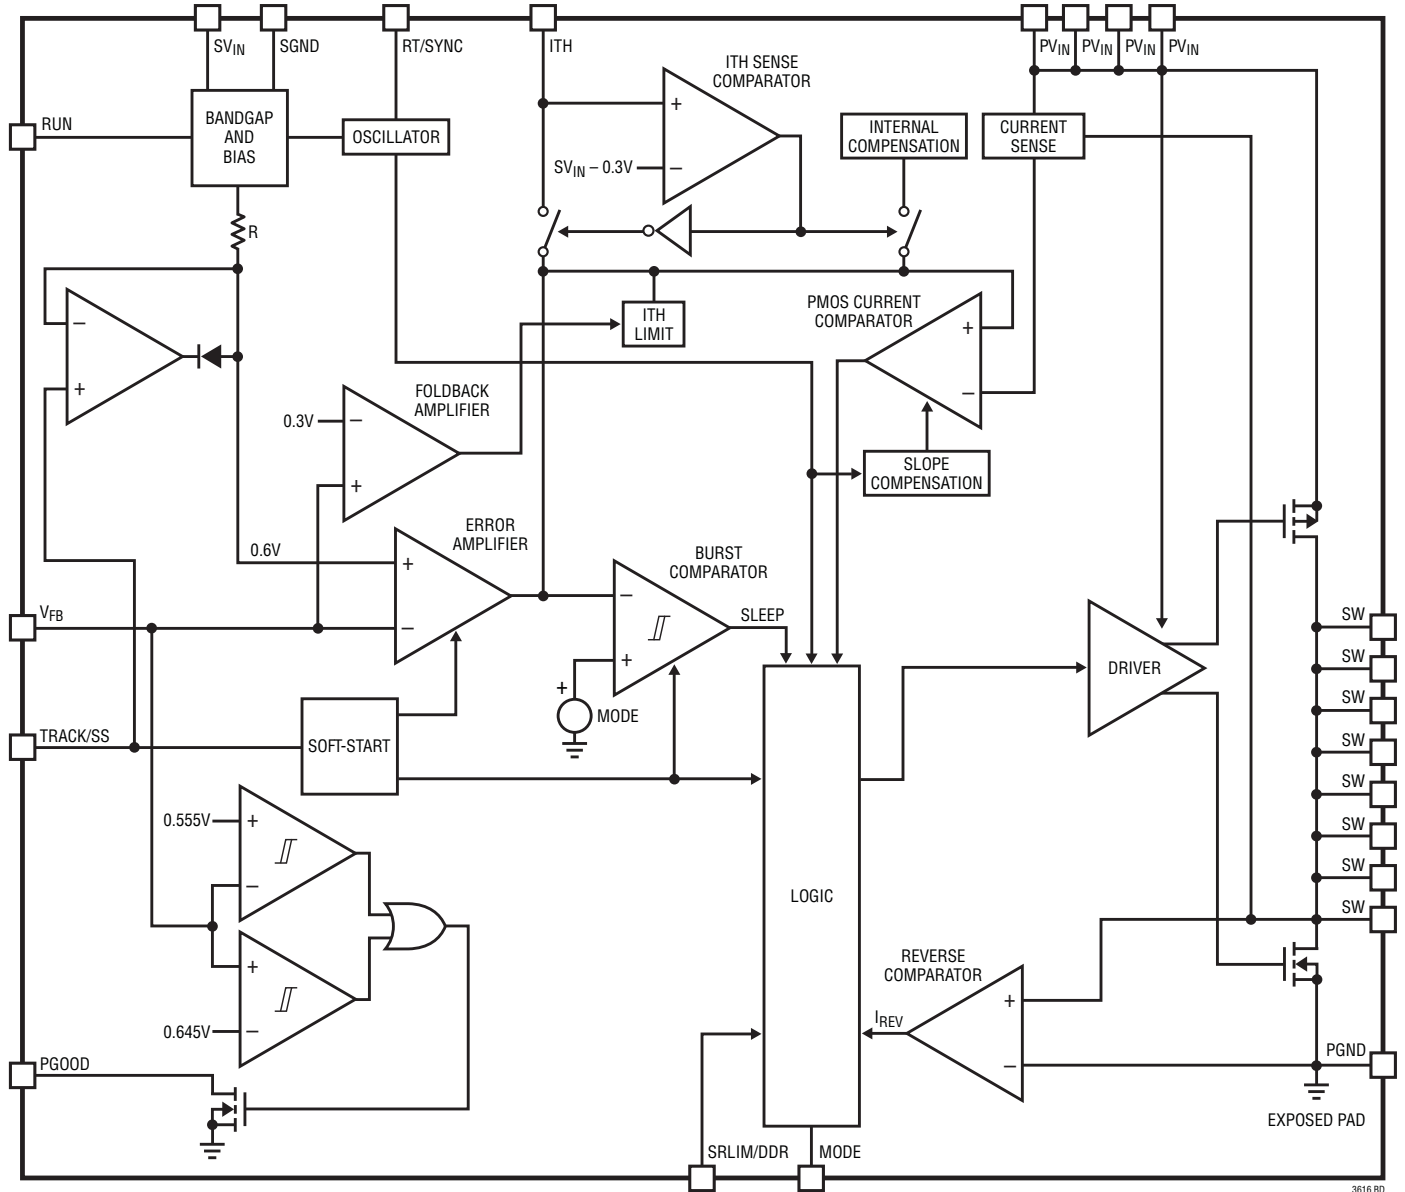 SVIN
SGND
RT/SYNC
ITH
PVIN
PVIN
PVIN
PVIN
ITH SENSE
COMPARATOR
RUN
BANDGAP
AND
BIAS
OSCILLATOR
+
SVIN – 0.3V
–
INTERNAL
COMPENSATION
CURRENT
SENSE
R
ITH
LIMIT
PMOS CURRENT
COMPARATOR
+
–
–
+
FOLDBACK
AMPLIFIER
0.3V
–
+
SLOPE
COMPENSATION
ERROR
AMPLIFIER
0.6V
+
–
BURST
COMPARATOR
–
+
SLEEP
VFB
+
MODE
DRIVER
SW
SW
SW
SW
SW
SW
SW
SW
TRACK/SS
SOFT-START
0.555V
+
–
+
0.645V
–
LOGIC
REVERSE
COMPARATOR
+
–
IREV
PGOOD
PGND
EXPOSED PAD
SRLIM/DDR
MODE
3616 BD